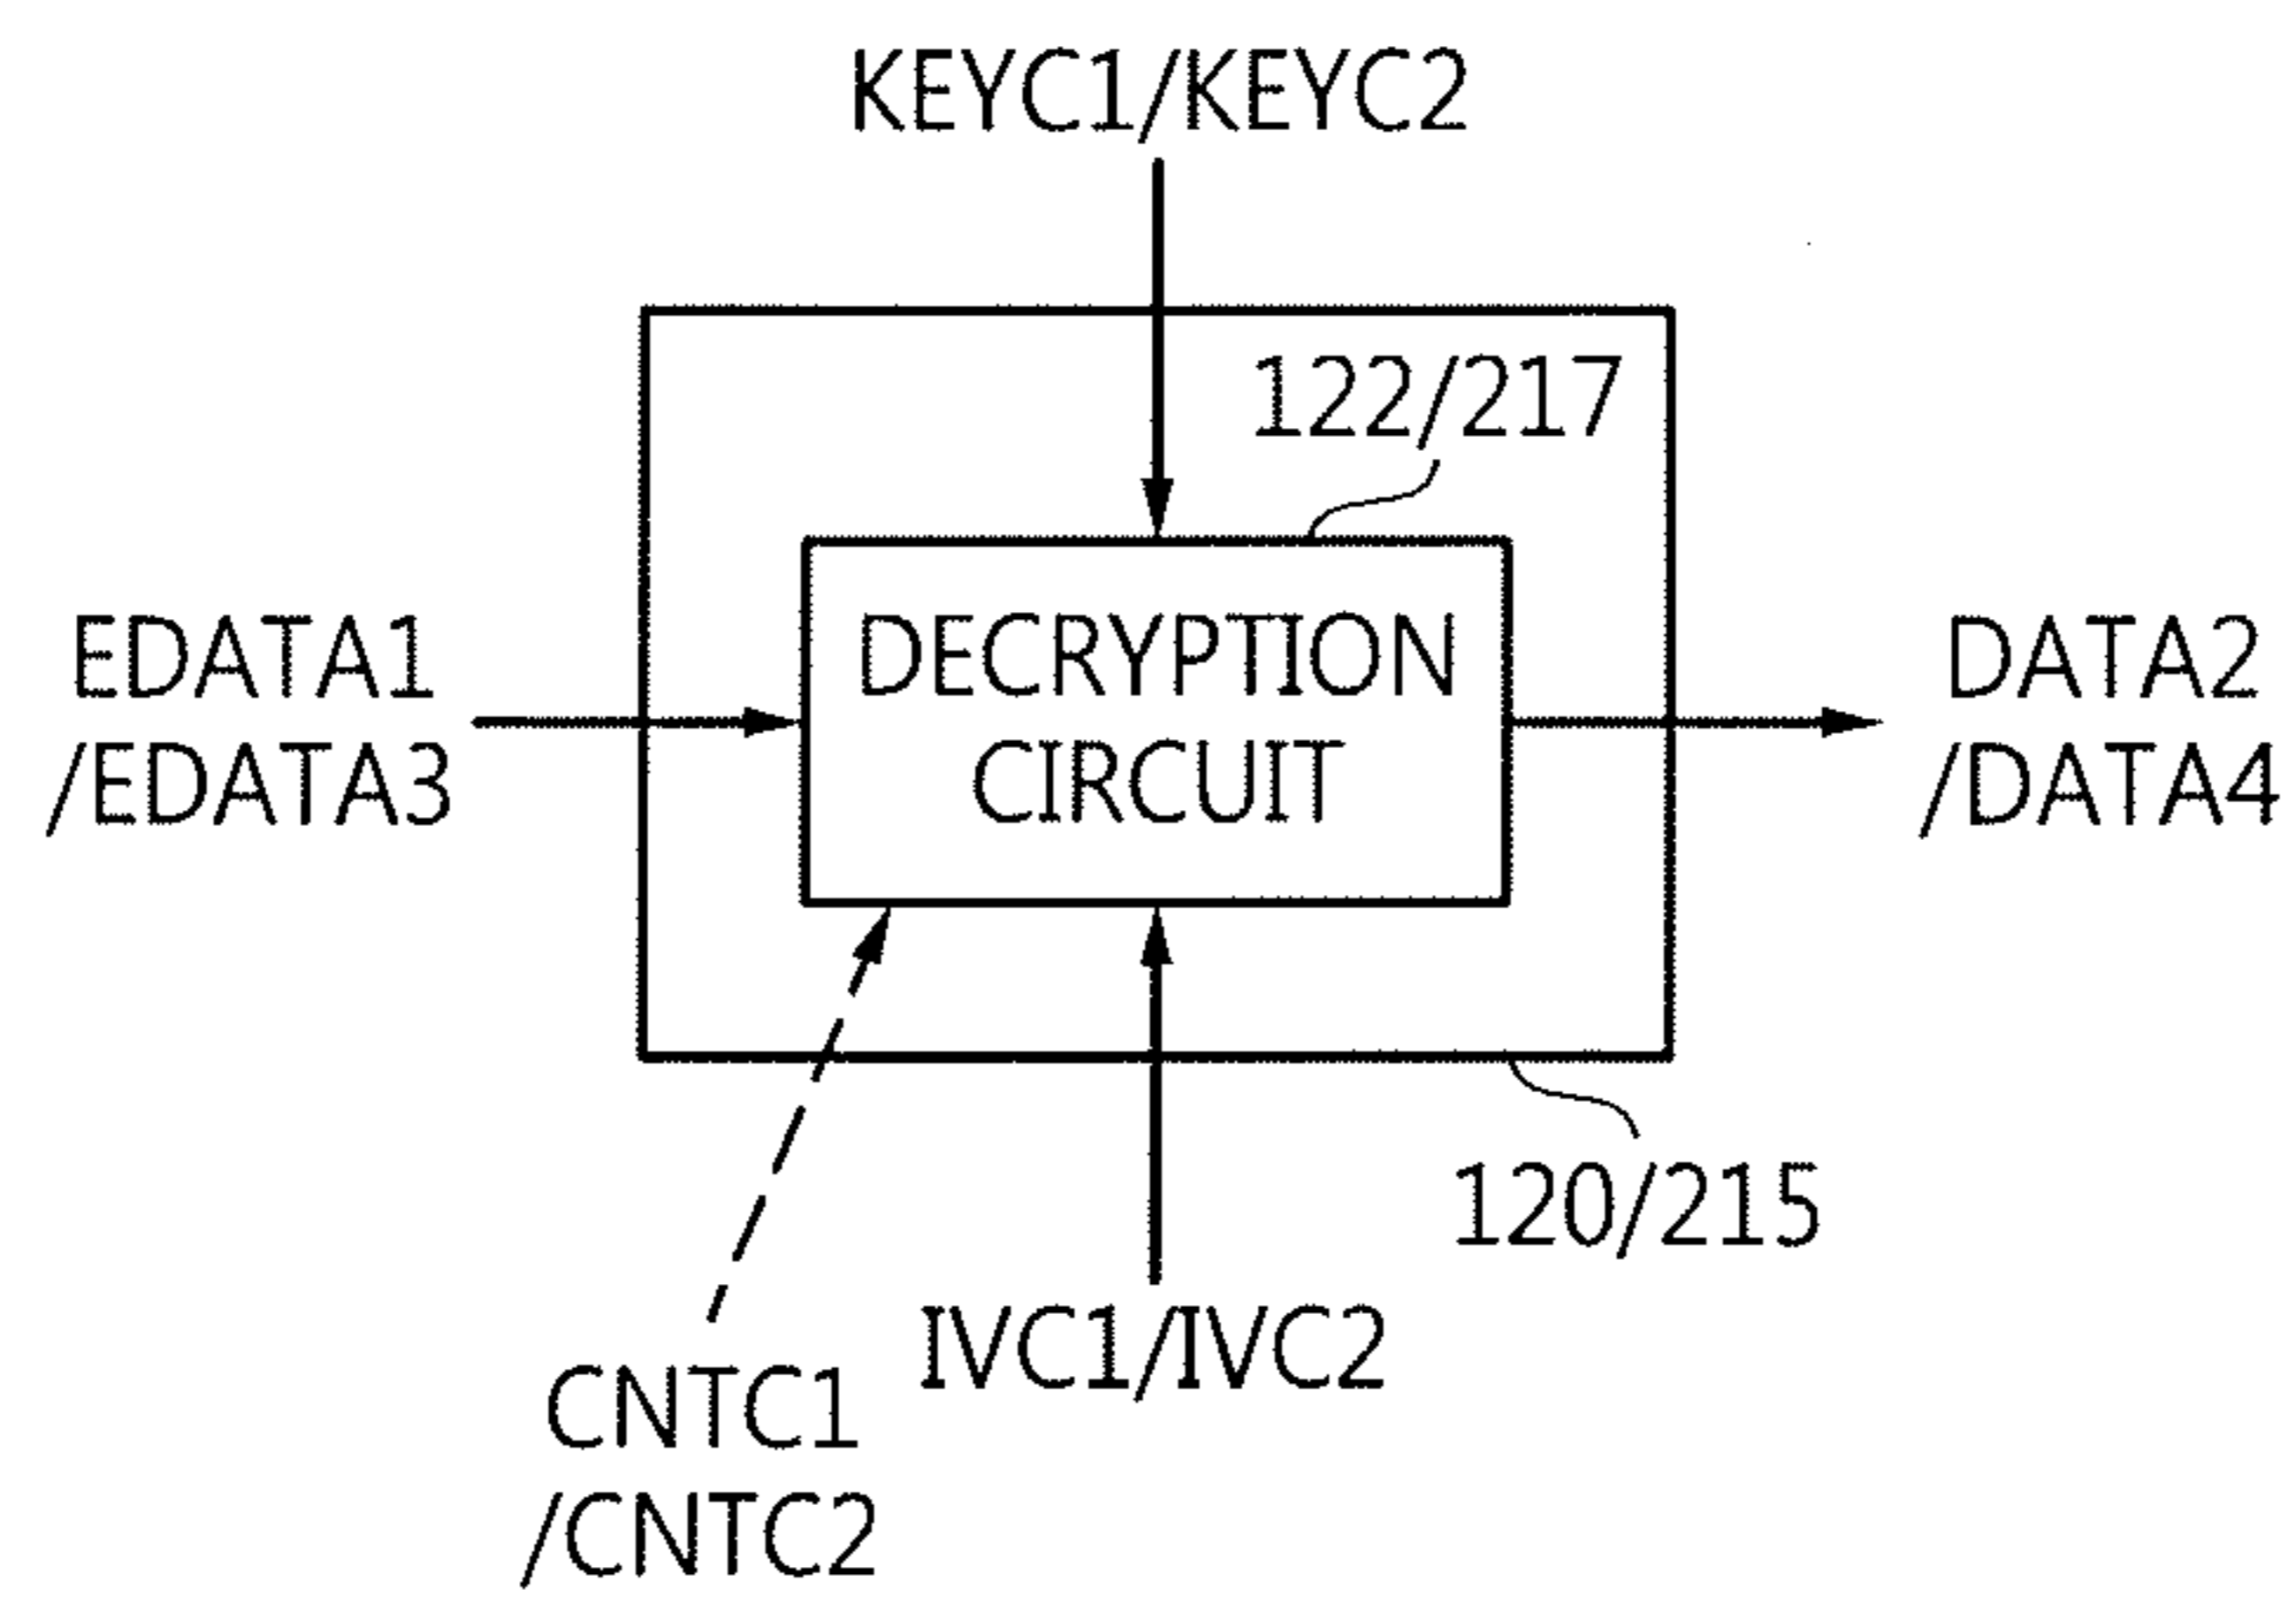 KEYC1/KEYC2
122/217
EDATA1
/EDATA3
DECRYPTION
CIRCUIT
DATA2
/DATA4
120/215
IVC1/IVC2
CNTC1
/CNTC2